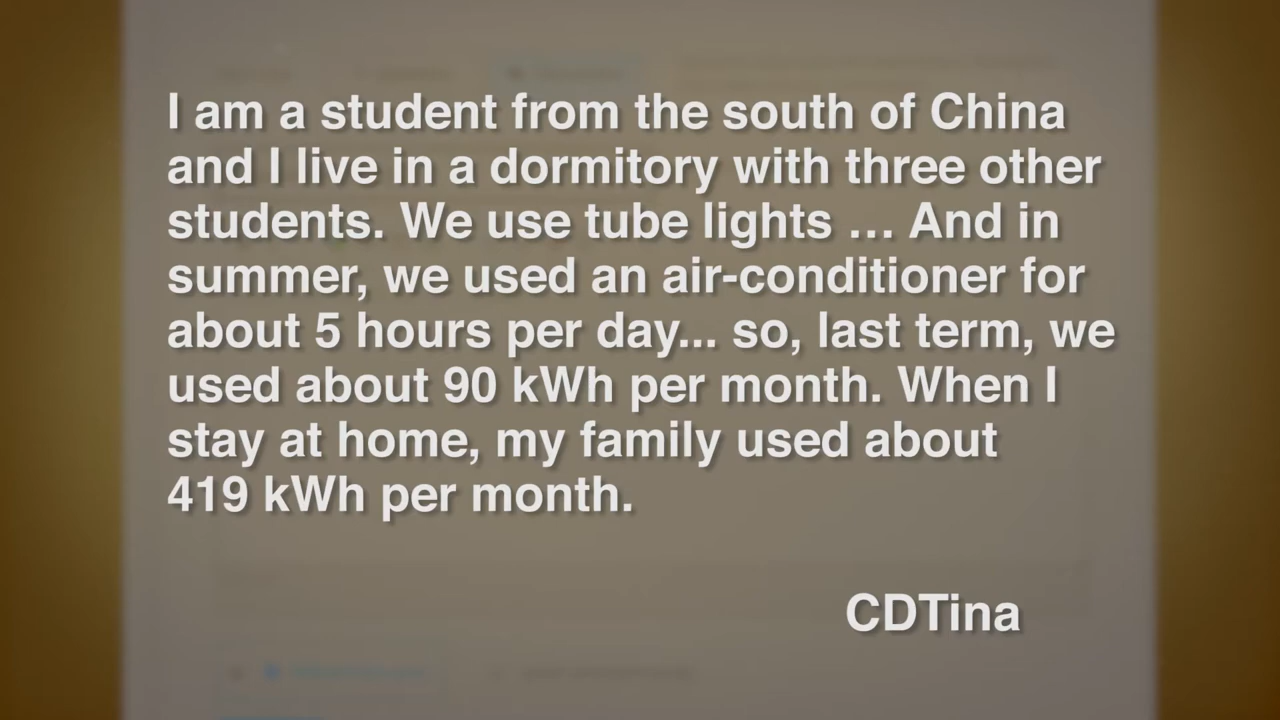 I am a student from the south of China
and I live in a dormitory with three other
students. We use tube lights … And in
summer, we used an air-conditioner for
about 5 hours per day... so, last term, we
used about 90 kWh per month. When I
stay at home, my family used about
419 kWh per month.
CDTina